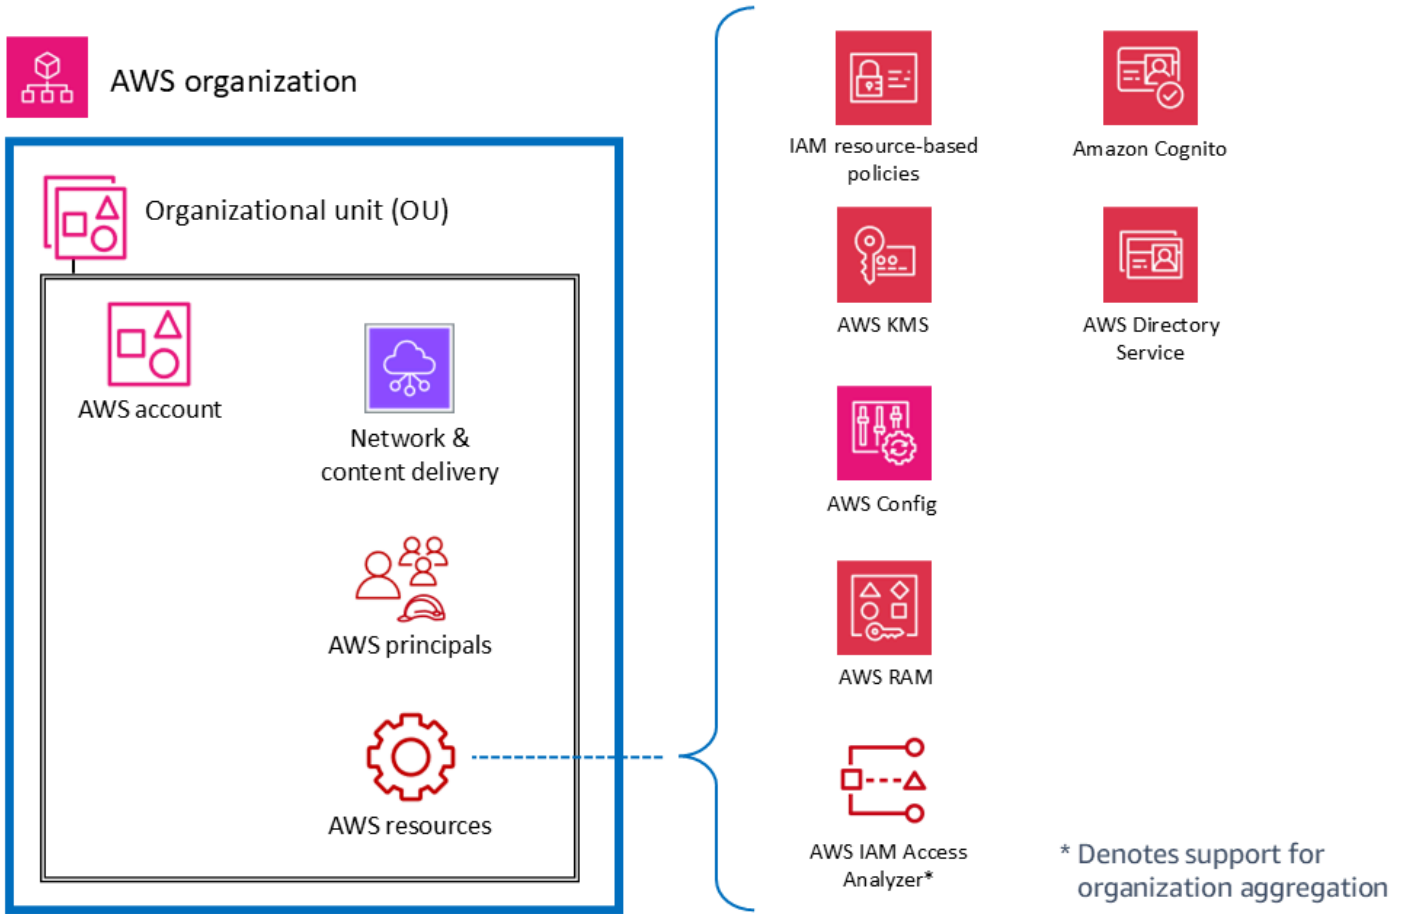 AWS organization
Organizational unit (OU)
AWS account
Network &
content delivery
AWS principals
AWS resources
IAM resource-based
policies
Amazon Cognito
AWS KMS
AWS Directory
Service
AWS Config
AWS RAM
AWS IAM Access
Analyzer*
* Denotes support for
organization aggregation